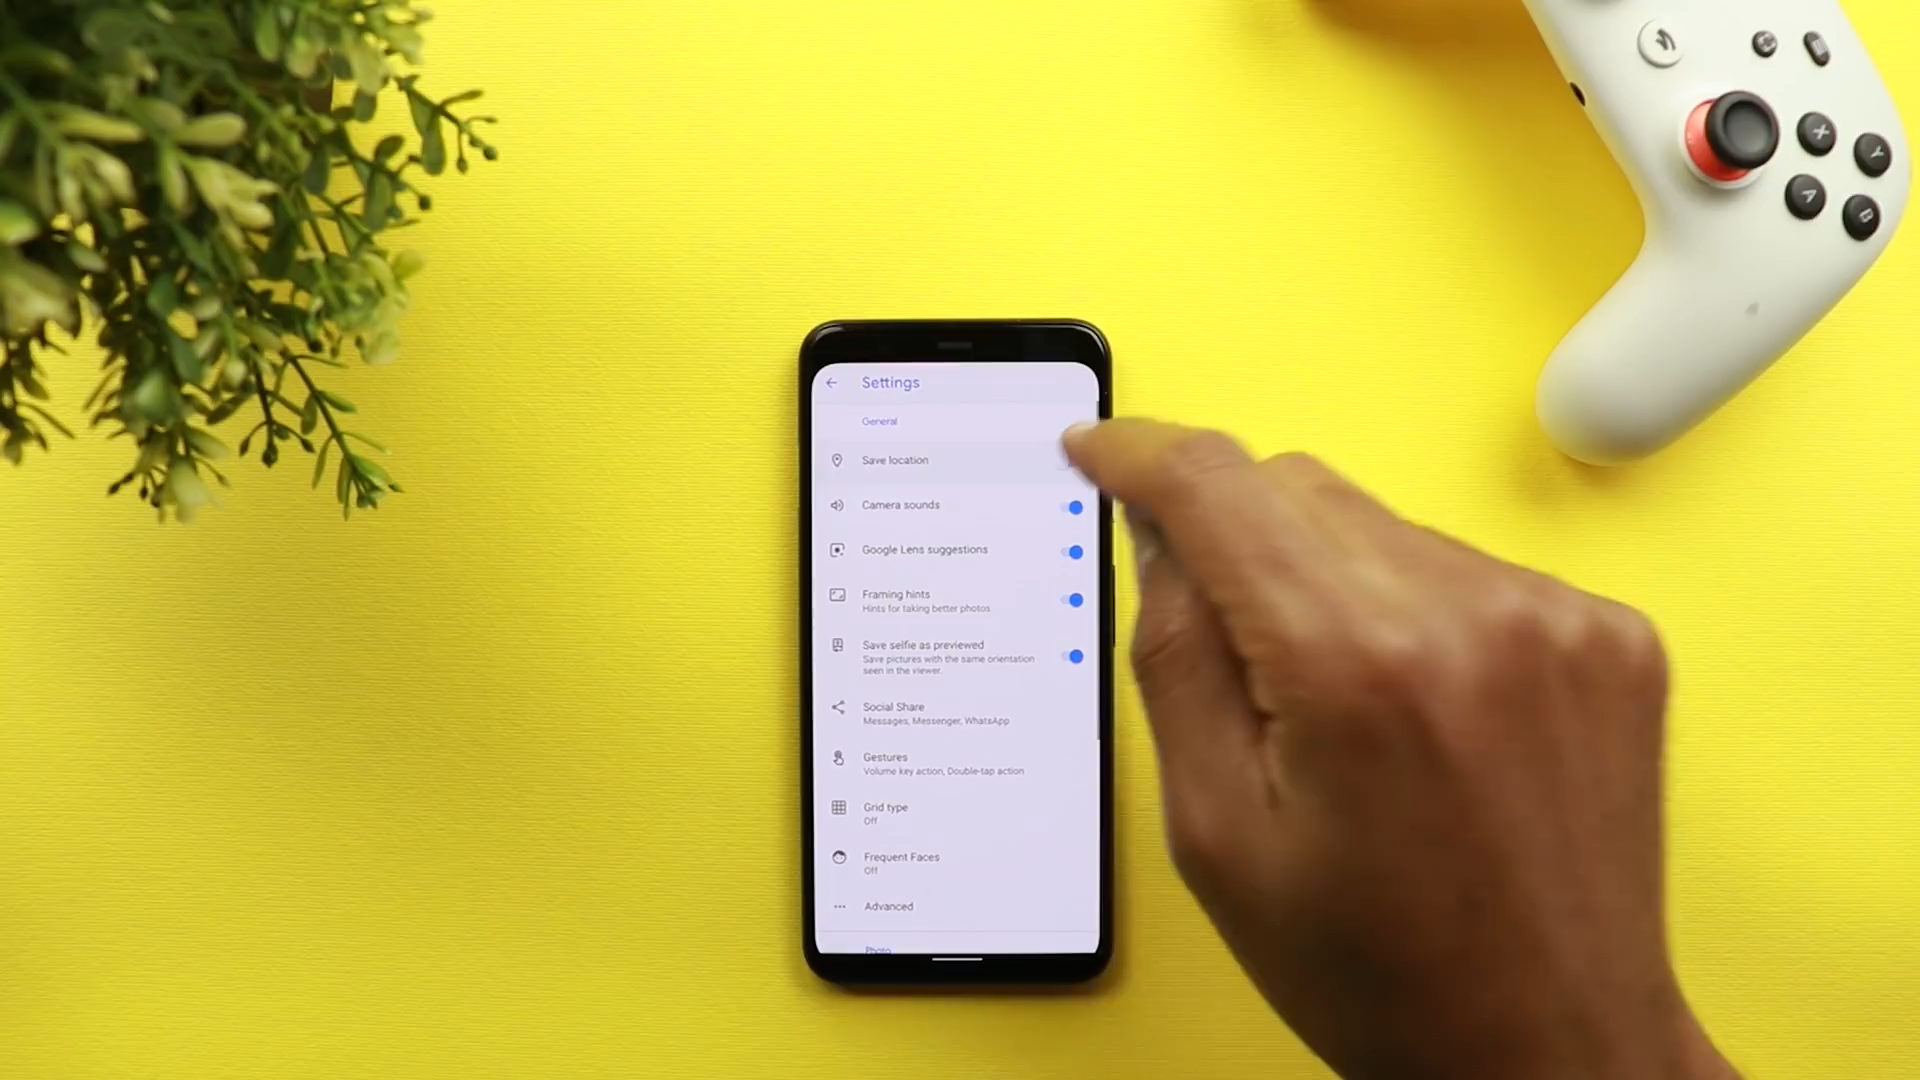 Settings
General
Save location
Camera sounds
Google Lens suggestions
Framing hints
Hints for taking better photos
Save selfie as previewed
Save pictures with the same orientation
seen in the viewer.
Social Share
Messages, Messenger, WhatsApp
Gestures
Volume key action, Double-tap action
Grid type
Off
Frequent Faces
Off
Advanced
Photo
X
Y
A
B